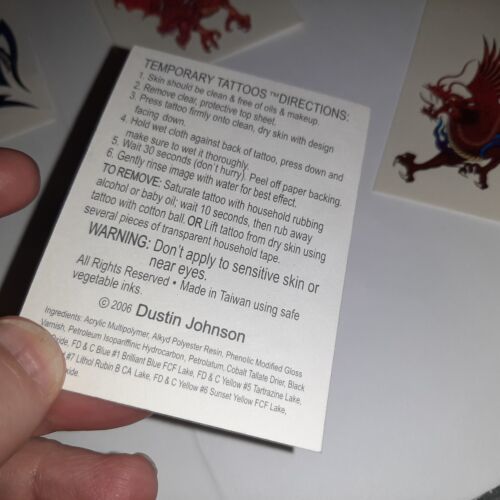 TEMPORARY TATTOOS ™DIRECTIONS:
1. Skin should be clean & free of oils & makeup.
2. Remove clear, protective top sheet.
3. Press tattoo firmly onto clean, dry skin with design
facing down.
4. Hold wet cloth against back of tattoo, press down and
make sure to wet it thoroughly.
5. Wait 30 seconds (don't hurry). Peel off paper backing.
6. Gently rinse image with water for best effect.
TO REMOVE: Saturate tattoo with household rubbing
alcohol or baby oil; wait 10 seconds, then rub away
tattoo with cotton ball. OR Lift tattoo from dry skin using
several pieces of transparent household tape.
WARNING: Don't apply to sensitive skin or
near eyes.
All Rights Reserved • Made in Taiwan using safe
vegetable inks.
© 2006 Dustin Johnson
Ingredients: Acrylic Multipolymer, Alkyd Polyester Resin, Phenolic Modified Gloss
Varnish, Petroleum Isopariffinic Hydrocarbon, Petrolatum, Cobalt Tallate Drier, Black
FD & C Blue #1 Brilliant Blue FCF Lake, FD & C Yellow #5 Tartrazine Lake,
#7 Lithol Rubin B CA Lake, FD & C Yellow #6 Sunset Yellow FCF Lake,